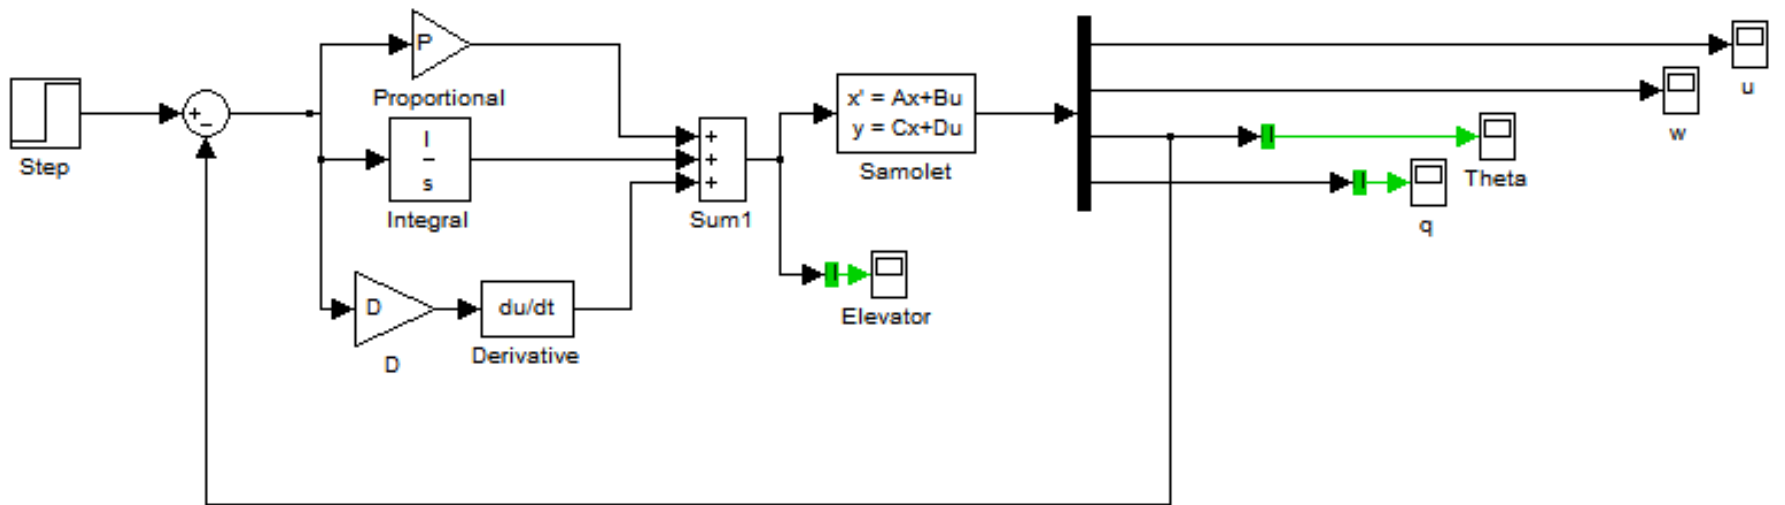 P
Proportional
+
−
Step
I
s
Integral
D
D
du/dt
Derivative
+
+
+
Sum1
x' = Ax+Bu
y = Cx+Du
Samolet
Elevator
u
w
Theta
q